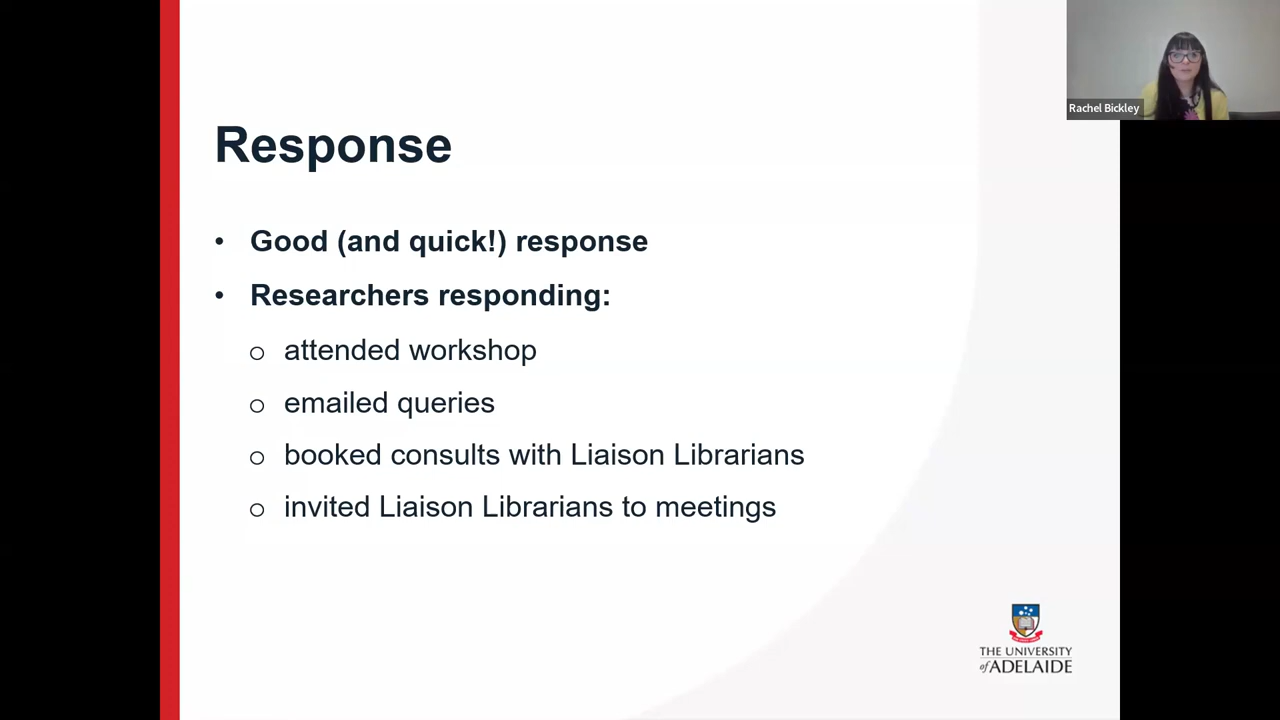 Rachel Bickley
Response
• Good (and quick!) response
• Researchers responding:
o attended workshop
o emailed queries
o booked consults with Liaison Librarians
o invited Liaison Librarians to meetings
THE UNIVERSITY
of ADELAIDE